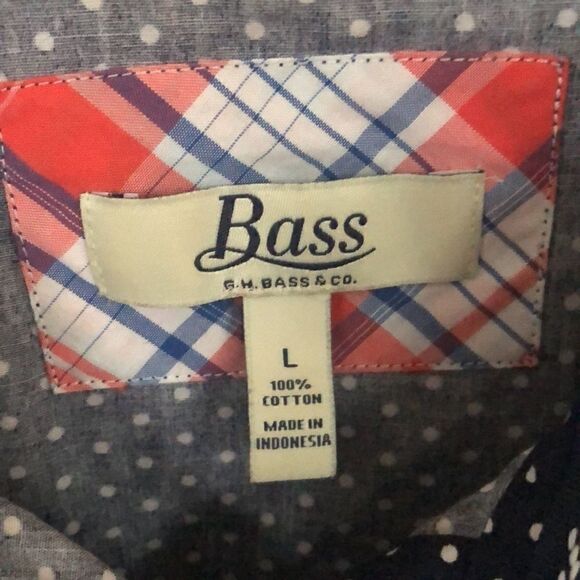 Bass
G.H. BASS & CO.
L
100%
COTTON
MADE IN
INDONESIA